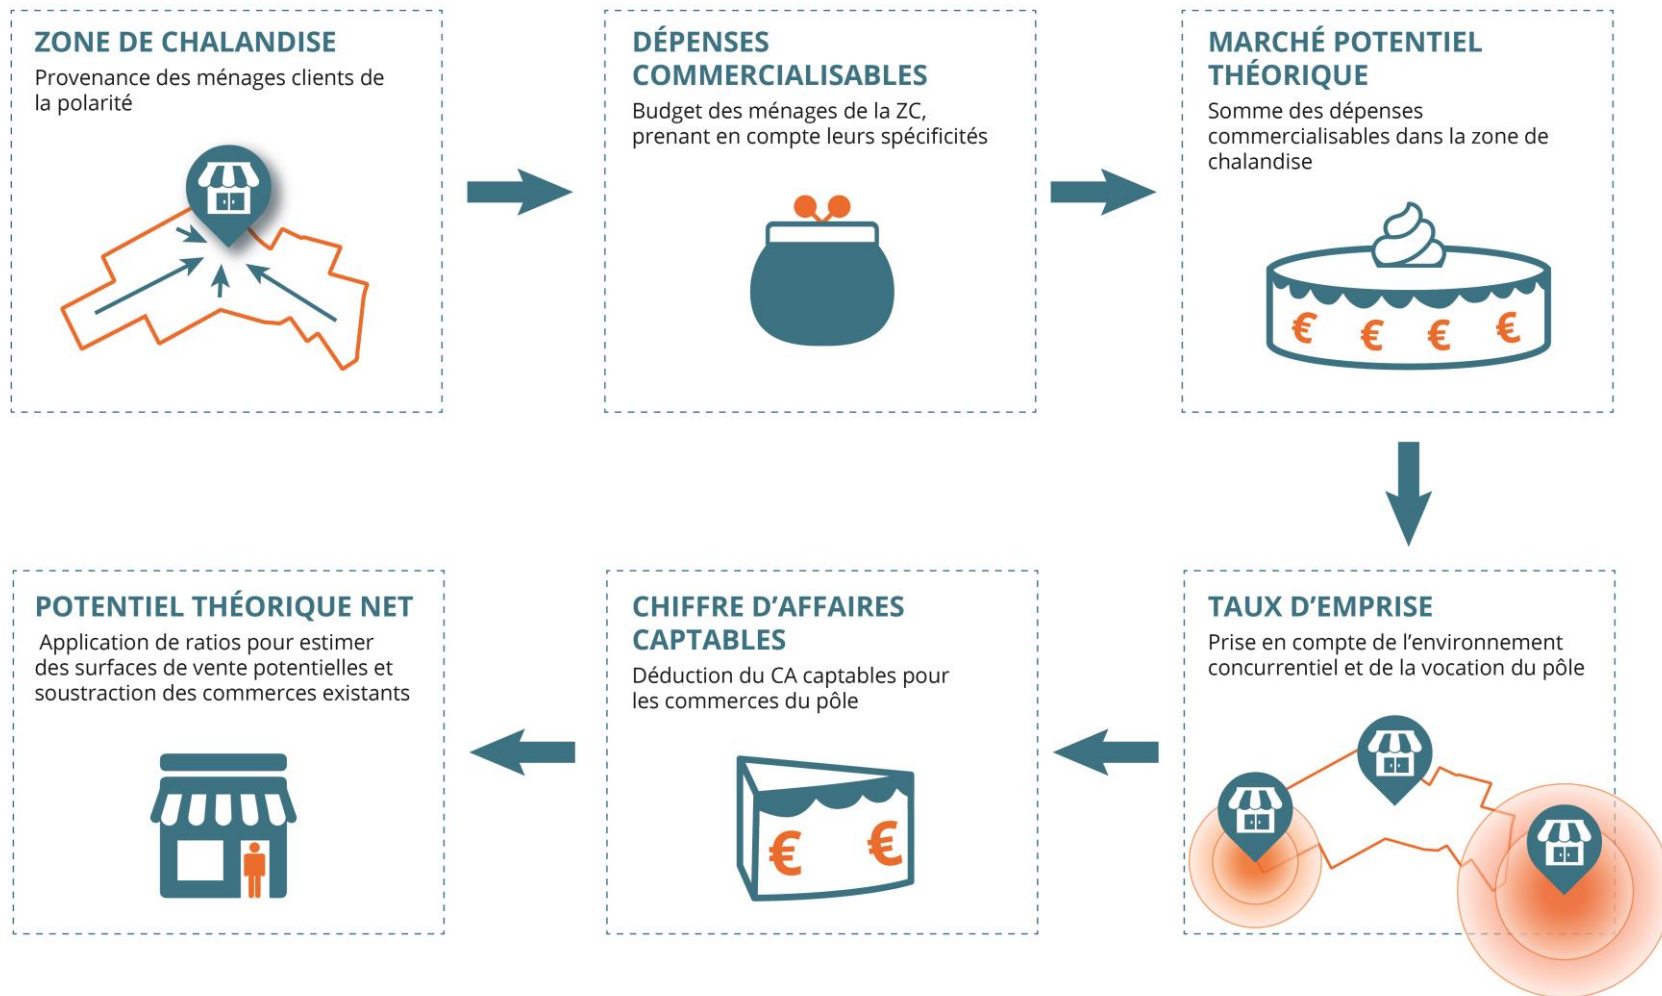 ZONE DE CHALANDISE
Provenance des ménages clients de
la polarité
DÉPENSES
COMMERCIALISABLES
Budget des ménages de la ZC,
prenant en compte leurs spécificités
MARCHÉ POTENTIEL
THÉORIQUE
Somme des dépenses
commercialisables dans la zone de
chalandise
€ € € €
TAUX D’EMPRISE
Prise en compte de l’environnement
concurrentiel et de la vocation du pôle
CHIFFRE D’AFFAIRES
CAPTABLES
Déduction du CA captables pour
les commerces du pôle
€ €
POTENTIEL THÉORIQUE NET
Application de ratios pour estimer
des surfaces de vente potentielles et
soustraction des commerces existants